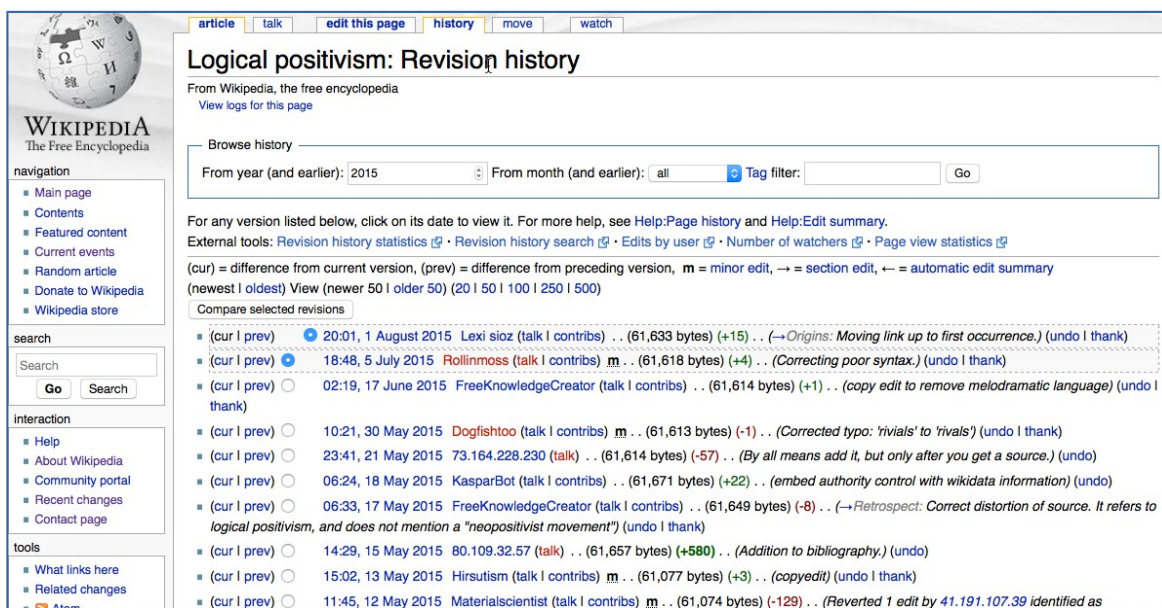 article talk edit this page history move watch
Logical positivism: Revision history
From Wikipedia, the free encyclopedia
View logs for this page
WIKIPEDIA
The Free Encyclopedia
navigation
Main page
Contents
Featured content
Current events
Random article
Donate to Wikipedia
Wikipedia store
search
Search
Go Search
interaction
Help
About Wikipedia
Community portal
Recent changes
Contact page
tools
What links here
Related changes
Atom
Browse history
From year (and earlier): 2015 From month (and earlier): all Tag filter: Go
For any version listed below, click on its date to view it. For more help, see Help:Page history and Help:Edit summary.
External tools: Revision history statistics · Revision history search · Edits by user · Number of watchers · Page view statistics
(cur) = difference from current version, (prev) = difference from preceding version, m = minor edit, → = section edit, ← = automatic edit summary
(newest | oldest) View (newer 50 | older 50) (20 | 50 | 100 | 250 | 500)
Compare selected revisions
(cur | prev) 20:01, 1 August 2015 Lexi sioz (talk | contribs) . . (61,633 bytes) (+15) . . (→Origins: Moving link up to first occurrence.) (undo | thank)
(cur | prev) 18:48, 5 July 2015 Rollinmoss (talk | contribs) m . . (61,618 bytes) (+4) . . (Correcting poor syntax.) (undo | thank)
(cur | prev) 02:19, 17 June 2015 FreeKnowledgeCreator (talk | contribs) . . (61,614 bytes) (+1) . . (copy edit to remove melodramatic language) (undo |
thank)
(cur | prev) 10:21, 30 May 2015 Dogfishtoo (talk | contribs) m . . (61,613 bytes) (-1) . . (Corrected typo: 'rivials' to 'rivals') (undo | thank)
(cur | prev) 23:41, 21 May 2015 73.164.228.230 (talk) . . (61,614 bytes) (-57) . . (By all means add it, but only after you get a source.) (undo)
(cur | prev) 06:24, 18 May 2015 KasparBot (talk | contribs) . . (61,671 bytes) (+22) . . (embed authority control with wikidata information) (undo)
(cur | prev) 06:33, 17 May 2015 FreeKnowledgeCreator (talk | contribs) . . (61,649 bytes) (-8) . . (→Retrospect: Correct distortion of source. It refers to
logical positivism, and does not mention a "neopositivist movement") (undo | thank)
(cur | prev) 14:29, 15 May 2015 80.109.32.57 (talk) . . (61,657 bytes) (+580) . . (Addition to bibliography.) (undo)
(cur | prev) 15:02, 13 May 2015 Hirsutism (talk | contribs) m . . (61,077 bytes) (+3) . . (copyedit) (undo | thank)
(cur | prev) 11:45, 12 May 2015 Materialscientist (talk | contribs) m . . (61,074 bytes) (-129) . . (Reverted 1 edit by 41.191.107.39 identified as